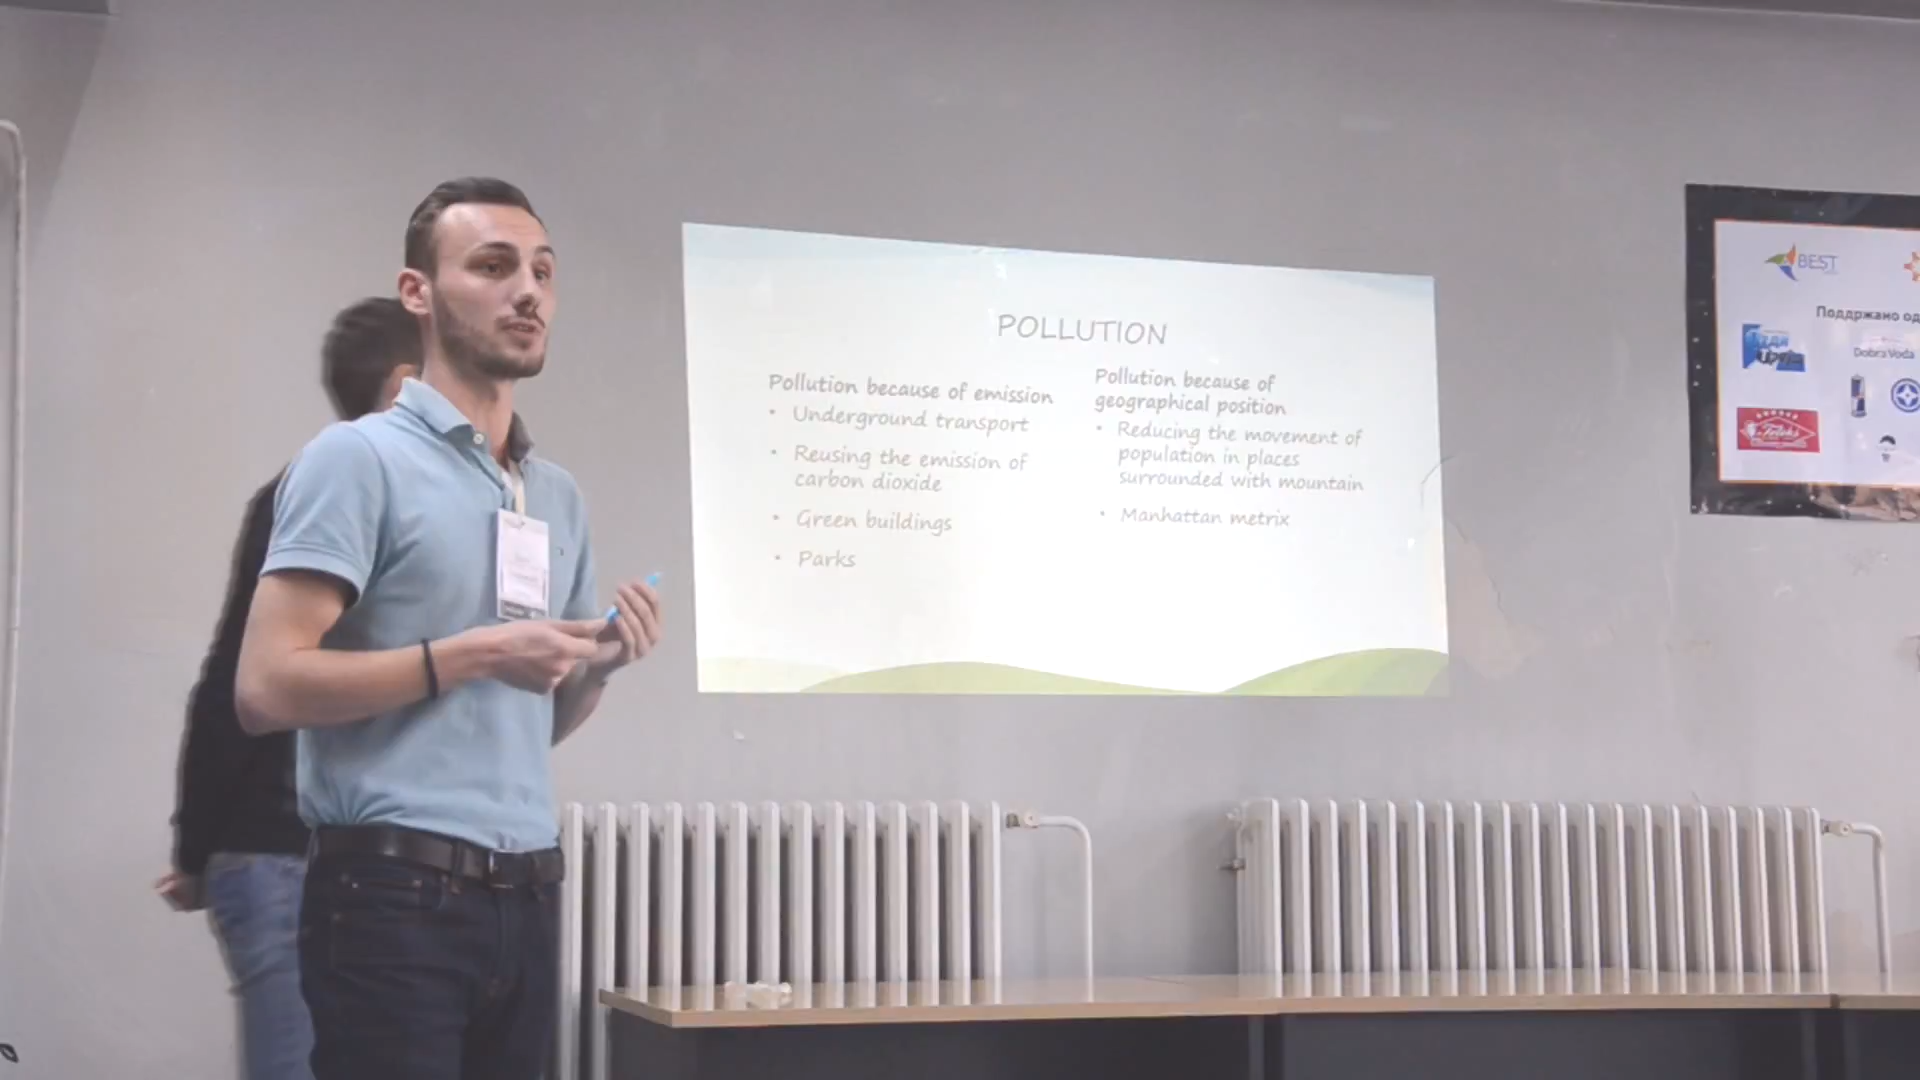 POLLUTION
Pollution because of emission
• Underground transport
• Reusing the emission of
carbon dioxide
• Green buildings
• Parks
Pollution because of
geographical position
• Reducing the movement of
population in places
surrounded with mountain
• Manhattan metrix
BEST
Поддржано од
Dobra Voda